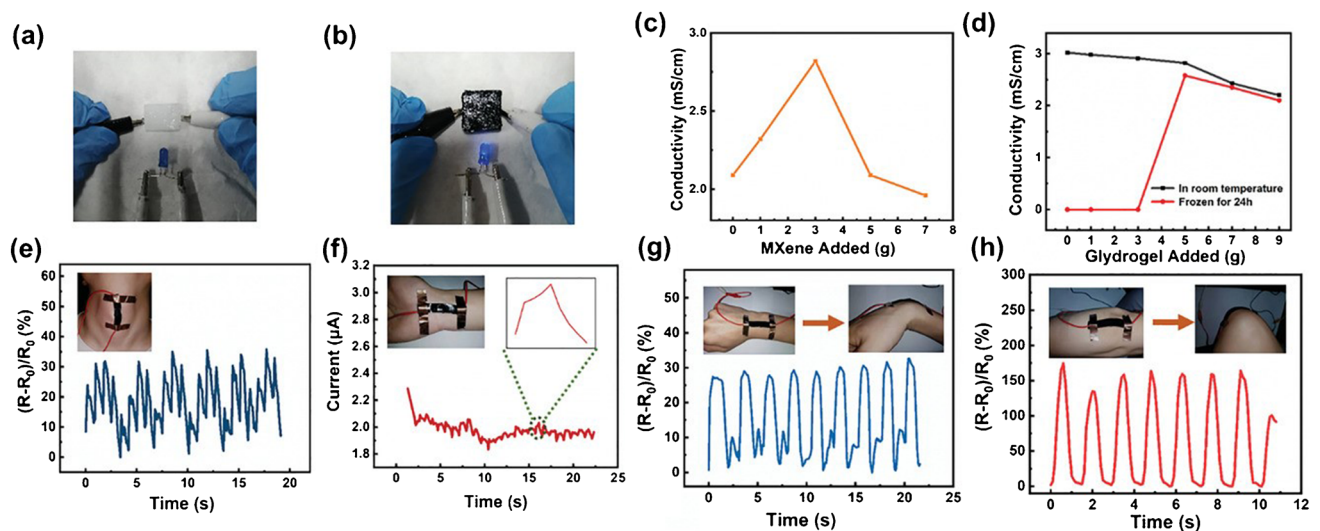 (a)
(b)
(c)
3.0
2.5
2.0
Conductivity (mS/cm)
0 1 2 3 4 5 6 7 8
MXene Added (g)
(d)
3
2
1
0
Conductivity (mS/cm)
In room temperature
Frozen for 24h
0 1 2 3 4 5 6 7 8 9
Glydrogel Added (g)
(e)
60
50
40
30
20
10
0
(R-R₀)/R₀ (%)
0 5 10 15 20
Time (s)
(f)
3.2
3.0
2.8
2.6
2.4
2.2
2.0
1.8
Current (μA)
0 5 10 15 20 25
Time (s)
(g)
50
40
30
20
10
0
(R-R₀)/R₀ (%)
0 5 10 15 20 25
Time (s)
(h)
300
250
200
150
100
50
0
(R-R₀)/R₀ (%)
0 2 4 6 8 10 12
Time (s)